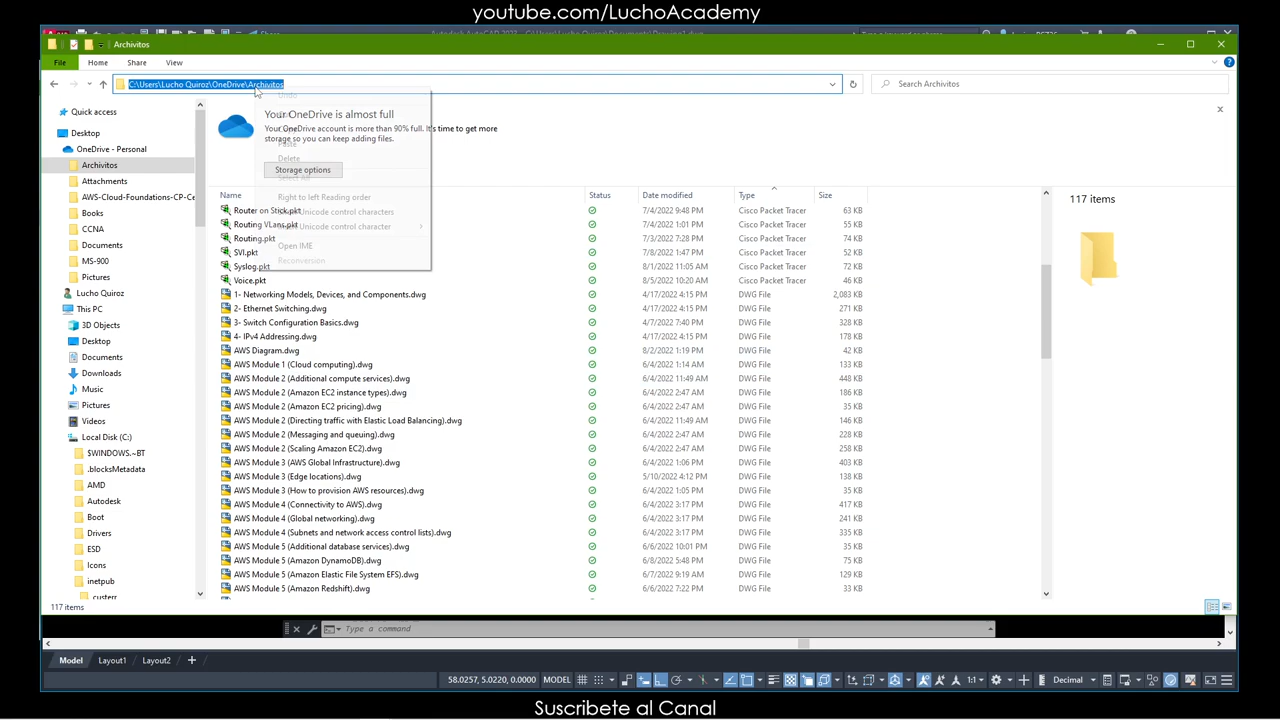 youtube.com/LuchoAcademy
Archivitos
File Home Share View
C:\Users\Lucho Quiroz\OneDrive\Archivitos
Search Archivitos
Your OneDrive is almost full
Your OneDrive account is more than 90% full. It's time to get more
storage so you can keep adding files.
Storage options
Undo
Paste
Delete
Select All
Right to left Reading order
Unicode control characters
Unicode control character
Open IME
Reconversion
Quick access
Desktop
OneDrive - Personal
Archivitos
Attachments
AWS-Cloud-Foundations-CP-Ce
Books
CCNA
Documents
MS-900
Pictures
Lucho Quiroz
This PC
3D Objects
Desktop
Documents
Downloads
Music
Pictures
Videos
Local Disk (C:)
$WINDOWS.~BT
.blocksMetadata
AMD
Autodesk
Boot
Drivers
ESD
Icons
inetpub
custerr
Name Status Date modified Type Size
Router on Stick.pkt 7/4/2022 9:48 PM Cisco Packet Tracer 63 KB
Routing VLans.pkt 7/4/2022 1:01 PM Cisco Packet Tracer 55 KB
Routing.pkt 7/3/2022 7:28 PM Cisco Packet Tracer 74 KB
SVI.pkt 7/8/2022 1:47 PM Cisco Packet Tracer 52 KB
Syslog.pkt 8/1/2022 11:05 AM Cisco Packet Tracer 72 KB
Voice.pkt 8/5/2022 10:20 AM Cisco Packet Tracer 46 KB
1- Networking Models, Devices, and Components.dwg 4/17/2022 4:15 PM DWG File 2,083 KB
2- Ethernet Switching.dwg 4/17/2022 4:15 PM DWG File 271 KB
3- Switch Configuration Basics.dwg 4/7/2022 7:40 PM DWG File 328 KB
4- IPv4 Addressing.dwg 4/17/2022 4:15 PM DWG File 178 KB
AWS Diagram.dwg 8/2/2022 1:19 PM DWG File 42 KB
AWS Module 1 (Cloud computing).dwg 6/4/2022 1:14 AM DWG File 133 KB
AWS Module 2 (Additional compute services).dwg 6/4/2022 11:49 AM DWG File 448 KB
AWS Module 2 (Amazon EC2 instance types).dwg 6/4/2022 2:47 AM DWG File 186 KB
AWS Module 2 (Amazon EC2 pricing).dwg 6/4/2022 2:47 AM DWG File 35 KB
AWS Module 2 (Directing traffic with Elastic Load Balancing).dwg 6/4/2022 11:49 AM DWG File 146 KB
AWS Module 2 (Messaging and queuing).dwg 6/4/2022 2:47 AM DWG File 228 KB
AWS Module 2 (Scaling Amazon EC2).dwg 6/4/2022 2:47 AM DWG File 258 KB
AWS Module 3 (AWS Global Infrastructure).dwg 6/4/2022 1:06 PM DWG File 403 KB
AWS Module 3 (Edge locations).dwg 5/10/2022 4:12 PM DWG File 138 KB
AWS Module 3 (How to provision AWS resources).dwg 6/4/2022 1:05 PM DWG File 35 KB
AWS Module 4 (Connectivity to AWS).dwg 6/4/2022 3:17 PM DWG File 417 KB
AWS Module 4 (Global networking).dwg 6/4/2022 3:17 PM DWG File 241 KB
AWS Module 4 (Subnets and network access control lists).dwg 6/4/2022 3:17 PM DWG File 335 KB
AWS Module 5 (Additional database services).dwg 6/6/2022 10:01 PM DWG File 35 KB
AWS Module 5 (Amazon DynamoDB).dwg 6/8/2022 5:48 PM DWG File 75 KB
AWS Module 5 (Amazon Elastic File System EFS).dwg 6/7/2022 9:19 AM DWG File 129 KB
AWS Module 5 (Amazon Redshift).dwg 6/6/2022 7:22 PM DWG File 33 KB
117 items
117 items
Type a command
Model Layout1 Layout2 +
58.0257, 5.0220, 0.0000 MODEL 1:1 Decimal
Suscribete al Canal